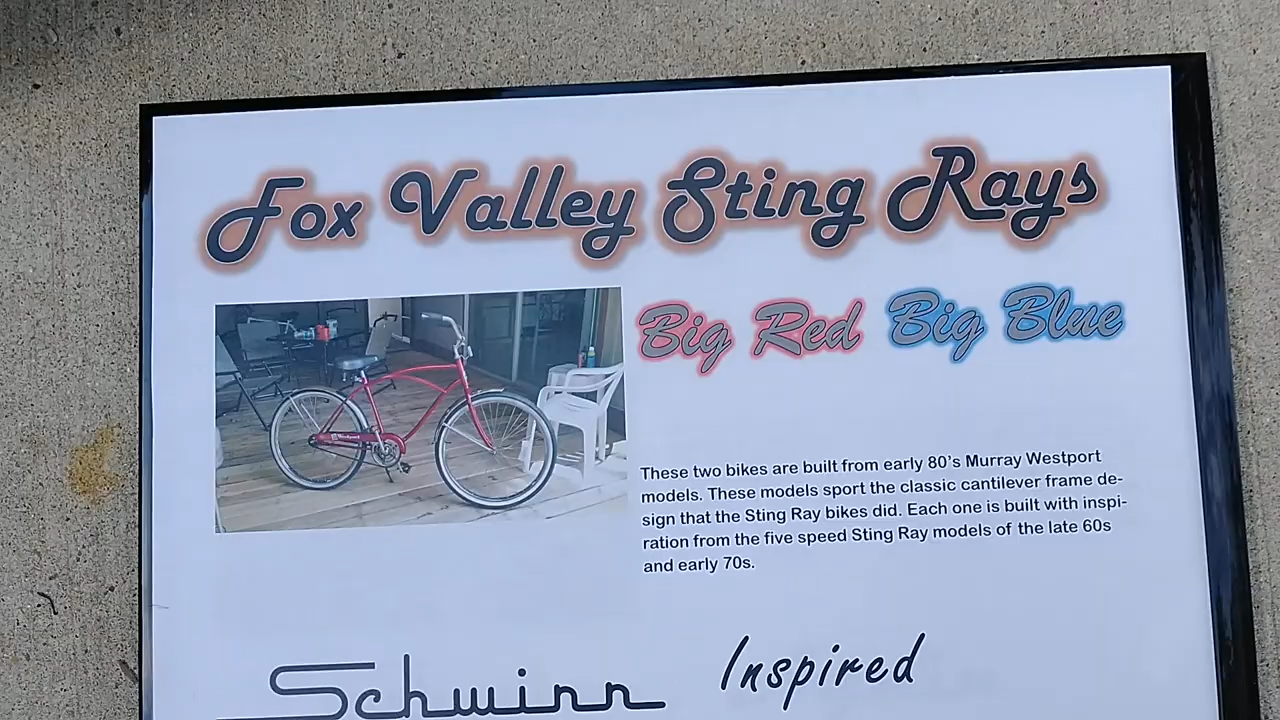 Fox Valley Sting Rays
Big Red Big Blue
These two bikes are built from early 80's Murray Westport
models. These models sport the classic cantilever frame de-
sign that the Sting Ray bikes did. Each one is built with inspi-
ration from the five speed Sting Ray models of the late 60s
and early 70s.
Schwinn Inspired